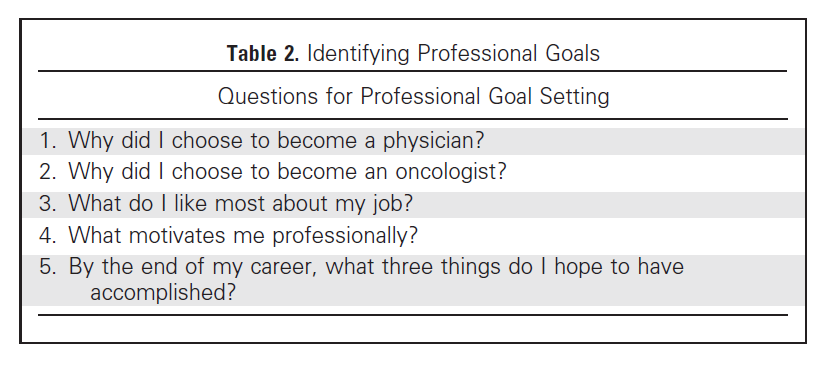 Table 2. Identifying Professional Goals
Questions for Professional Goal Setting
1. Why did I choose to become a physician?
2. Why did I choose to become an oncologist?
3. What do I like most about my job?
4. What motivates me professionally?
5. By the end of my career, what three things do I hope to have
accomplished?